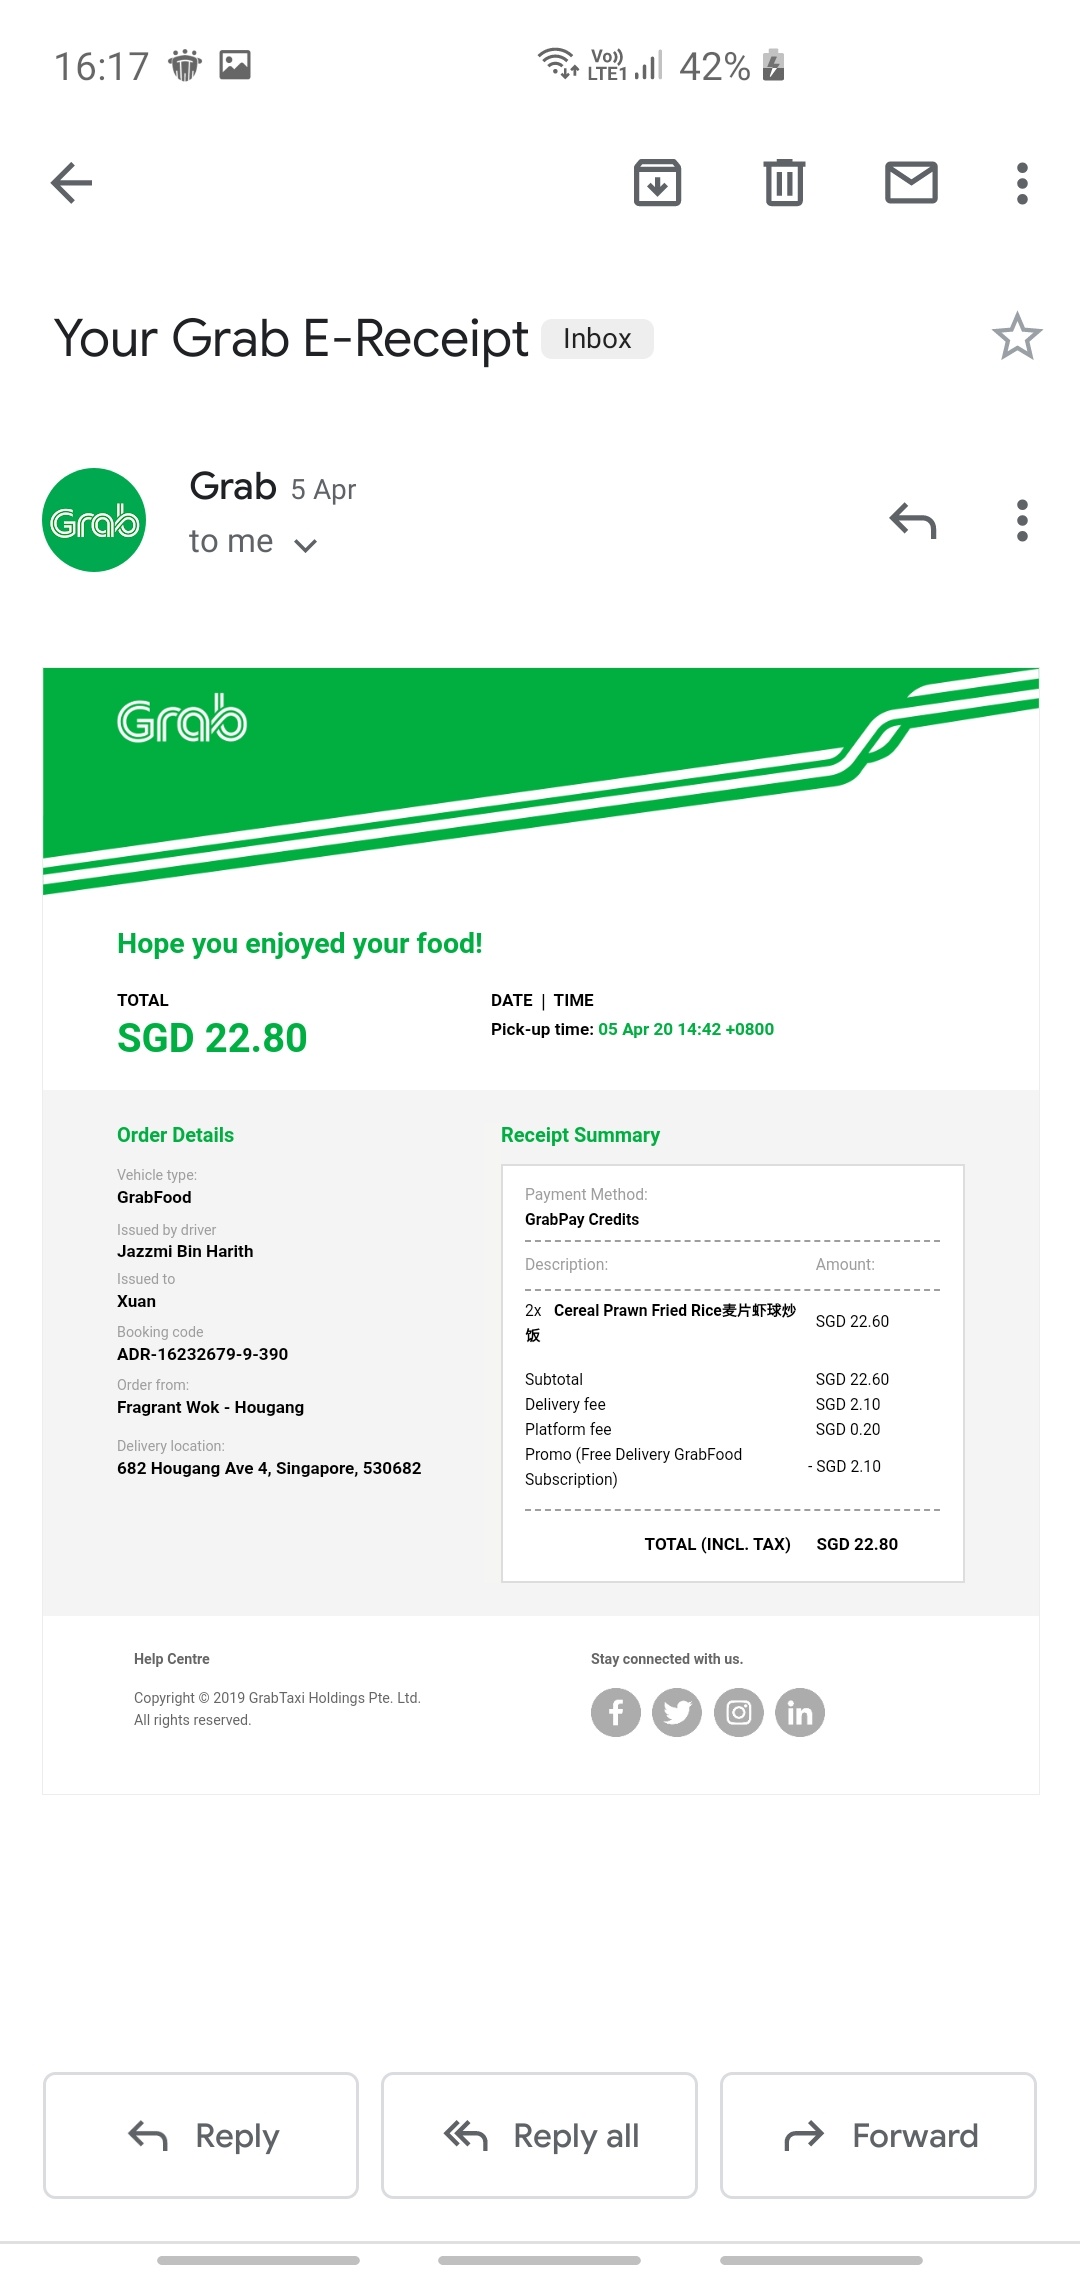 16:17
Vo))
LTE1
42%
Your Grab E-Receipt Inbox
Grab
Grab 5 Apr
to me
Grab
Hope you enjoyed your food!
TOTAL
SGD 22.80
DATE | TIME
Pick-up time: 05 Apr 20 14:42 +0800
Order Details
Vehicle type:
GrabFood
Issued by driver
Jazzmi Bin Harith
Issued to
Xuan
Booking code
ADR-16232679-9-390
Order from:
Fragrant Wok - Hougang
Delivery location:
682 Hougang Ave 4, Singapore, 530682
Receipt Summary
Payment Method:
GrabPay Credits
Description: Amount:
2x Cereal Prawn Fried Rice麦片虾球炒 SGD 22.60
饭
Subtotal SGD 22.60
Delivery fee SGD 2.10
Platform fee SGD 0.20
Promo (Free Delivery GrabFood - SGD 2.10
Subscription)
TOTAL (INCL. TAX) SGD 22.80
Help Centre
Copyright © 2019 GrabTaxi Holdings Pte. Ltd.
All rights reserved.
Stay connected with us.
Reply
Reply all
Forward